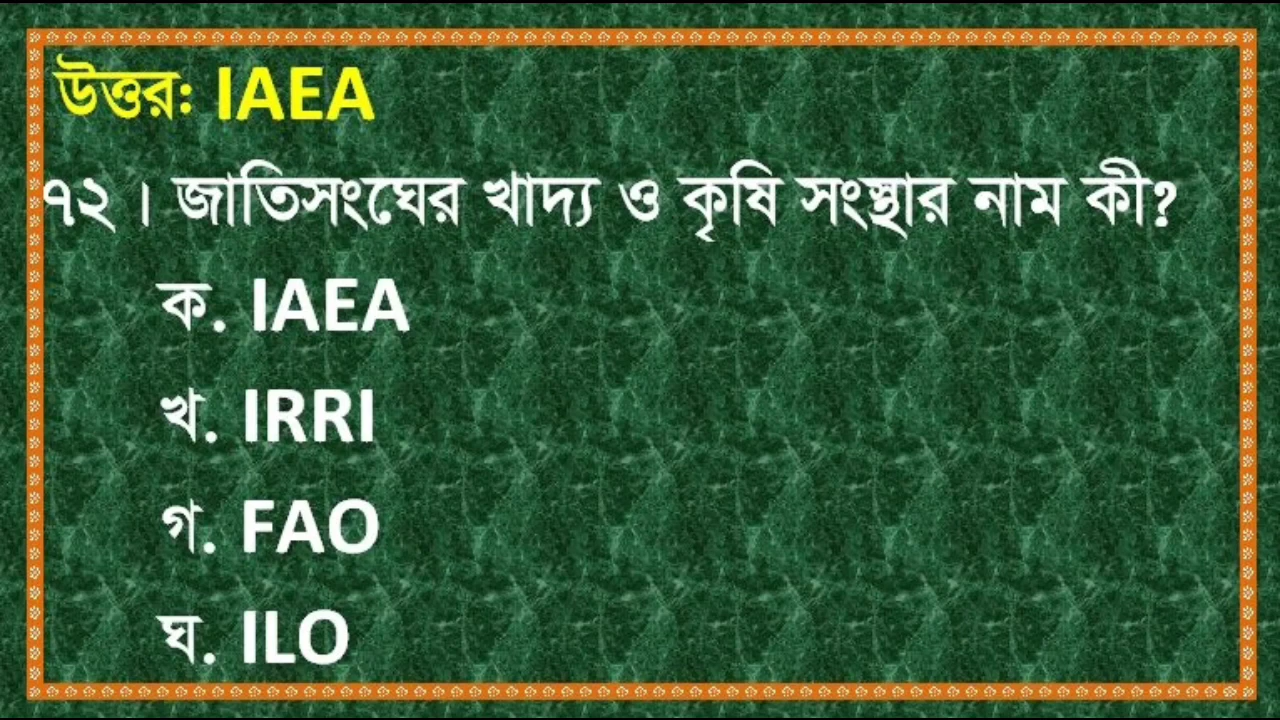 উত্তরঃ IAEA
৭২। জাতিসংঘের খাদ্য ও কৃষি সংস্থার নাম কী?
ক. IAEA
খ. IRRI
গ. FAO
ঘ. ILO